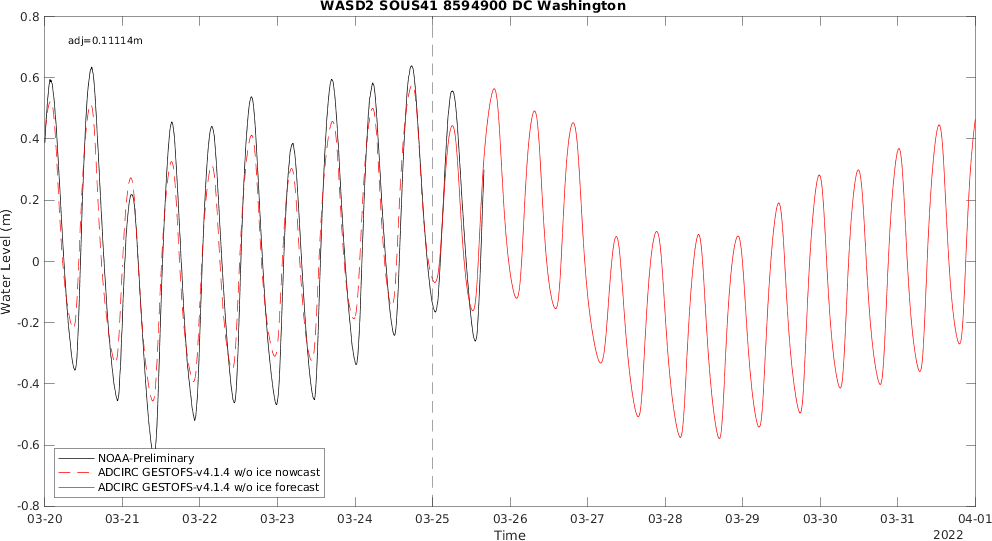 WASD2 SOUS41 8594900 DC Washington
adj=0.11114m
0.8
0.6
0.4
0.2
0
-0.2
-0.4
-0.6
-0.8
Water Level (m)
NOAA-Preliminary
ADCIRC GESTOFS-v4.1.4 w/o ice nowcast
ADCIRC GESTOFS-v4.1.4 w/o ice forecast
03-20 03-21 03-22 03-23 03-24 03-25 03-26 03-27 03-28 03-29 03-30 03-31 04-01
Time
2022